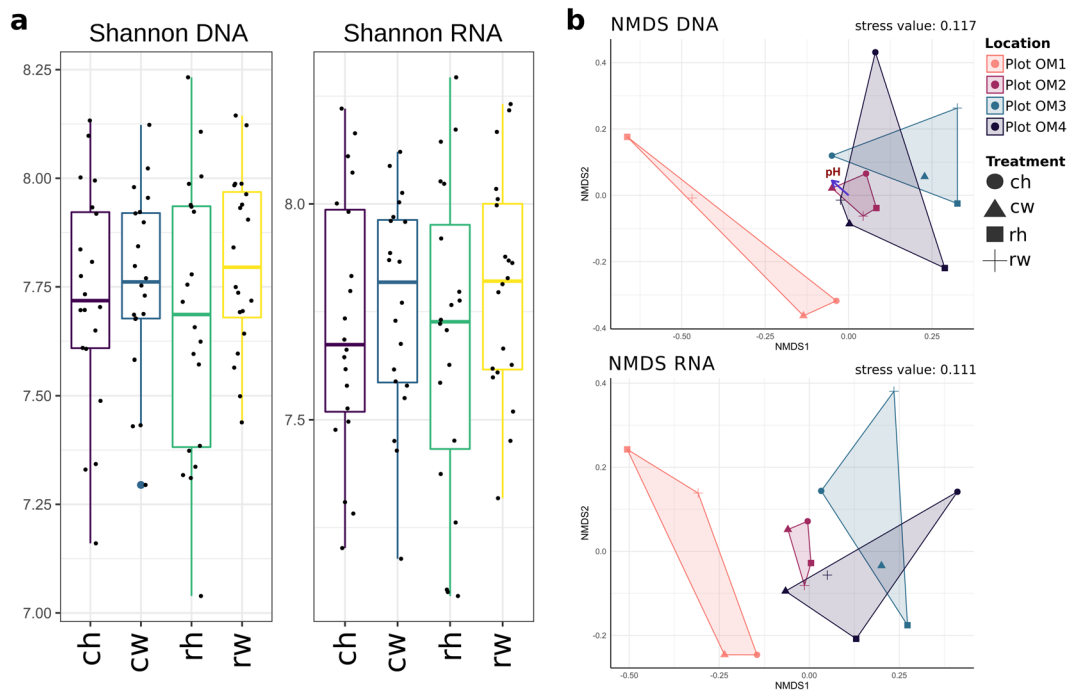 a
Shannon DNA
Shannon RNA
8.25
8.00
7.75
7.50
7.25
7.00
8.0
7.5
ch
cw
rh
rw
ch
cw
rh
rw
b
NMDS DNA
stress value: 0.117
0.4
0.2
0.0
-0.2
-0.4
NMDS2
pH
-0.50
-0.25
0.00
0.25
NMDS1
Location
Plot OM1
Plot OM2
Plot OM3
Plot OM4
Treatment
ch
cw
rh
rw
NMDS RNA
stress value: 0.111
0.4
0.2
0.0
-0.2
NMDS2
-0.50
-0.25
0.00
0.25
NMDS1